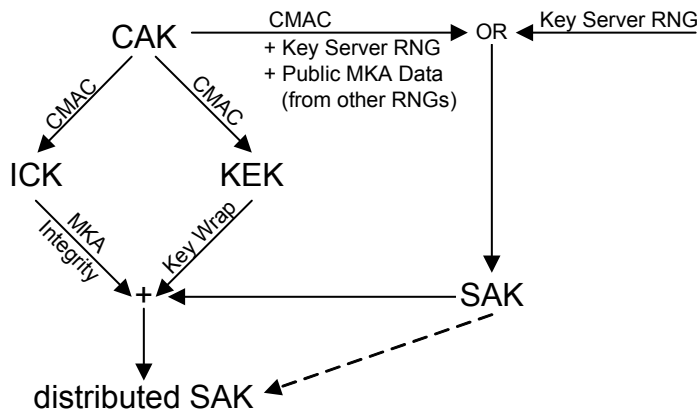 CMAC
Key Server RNG
CAK
OR
+ Key Server RNG
+ Public MKA Data
(from other RNGs)
CMAC
CMAC
ICK
KEK
MKA
Integrity
Key Wrap
+
SAK
distributed SAK